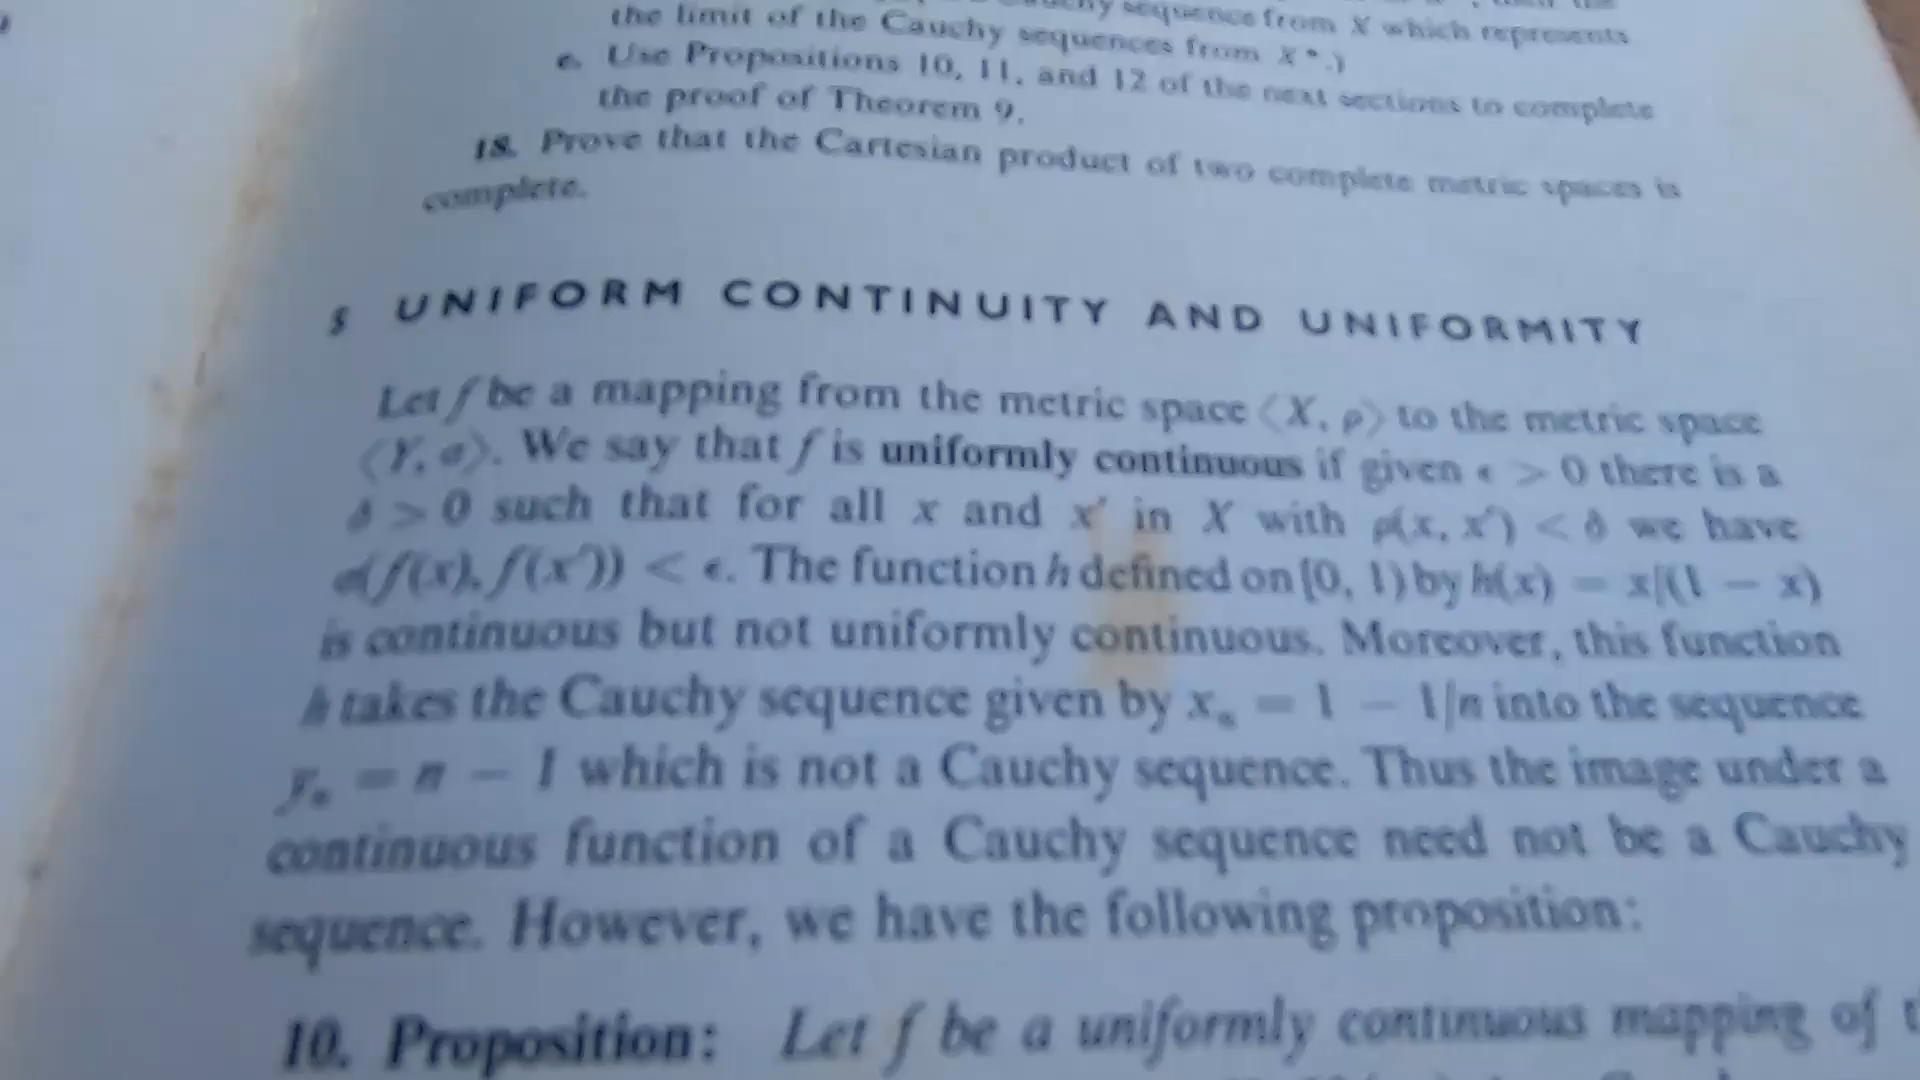 sequence from X which represents
the limit of the Cauchy sequences from X*.)
c. Use Propositions 10, 11, and 12 of the next sections to complete
the proof of Theorem 9.
18. Prove that the Cartesian product of two complete metric spaces is
complete.
5 UNIFORM CONTINUITY AND UNIFORMITY
Let f be a mapping from the metric space ⟨X, ρ⟩ to the metric space
⟨Y, σ⟩. We say that f is uniformly continuous if given ϵ > 0 there is a
δ > 0 such that for all x and x′ in X with ρ(x, x′) < δ we have
σ(f(x), f(x′)) < ϵ. The function h defined on [0, 1) by h(x) = x/(1 − x)
is continuous but not uniformly continuous. Moreover, this function
h takes the Cauchy sequence given by xₙ = 1 − 1/n into the sequence
yₙ = n − 1 which is not a Cauchy sequence. Thus the image under a
continuous function of a Cauchy sequence need not be a Cauchy
sequence. However, we have the following proposition:
10. Proposition: Let f be a uniformly continuous mapping of